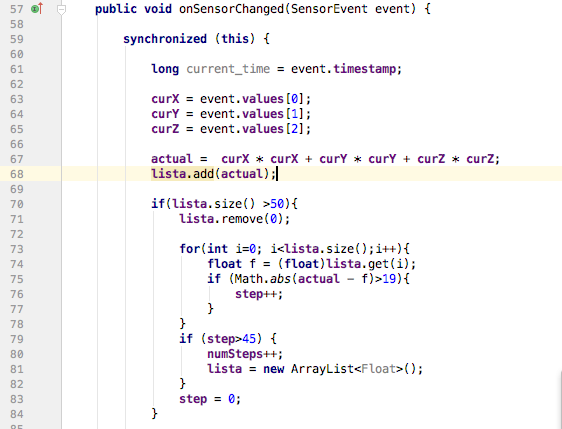 57 public void onSensorChanged(SensorEvent event) {
58
59 synchronized (this) {
60
61 long current_time = event.timestamp;
62
63 curX = event.values[0];
64 curY = event.values[1];
65 curZ = event.values[2];
66
67 actual =  curX * curX + curY * curY + curZ * curZ;
68 lista.add(actual);
69
70 if(lista.size() >50){
71 lista.remove(0);
72
73 for(int i=0; i<lista.size();i++){
74 float f = (float)lista.get(i);
75 if (Math.abs(actual - f)>19){
76 step++;
77 }
78 }
79 if (step>45) {
80 numSteps++;
81 lista = new ArrayList<Float>();
82 }
83 step = 0;
84 }